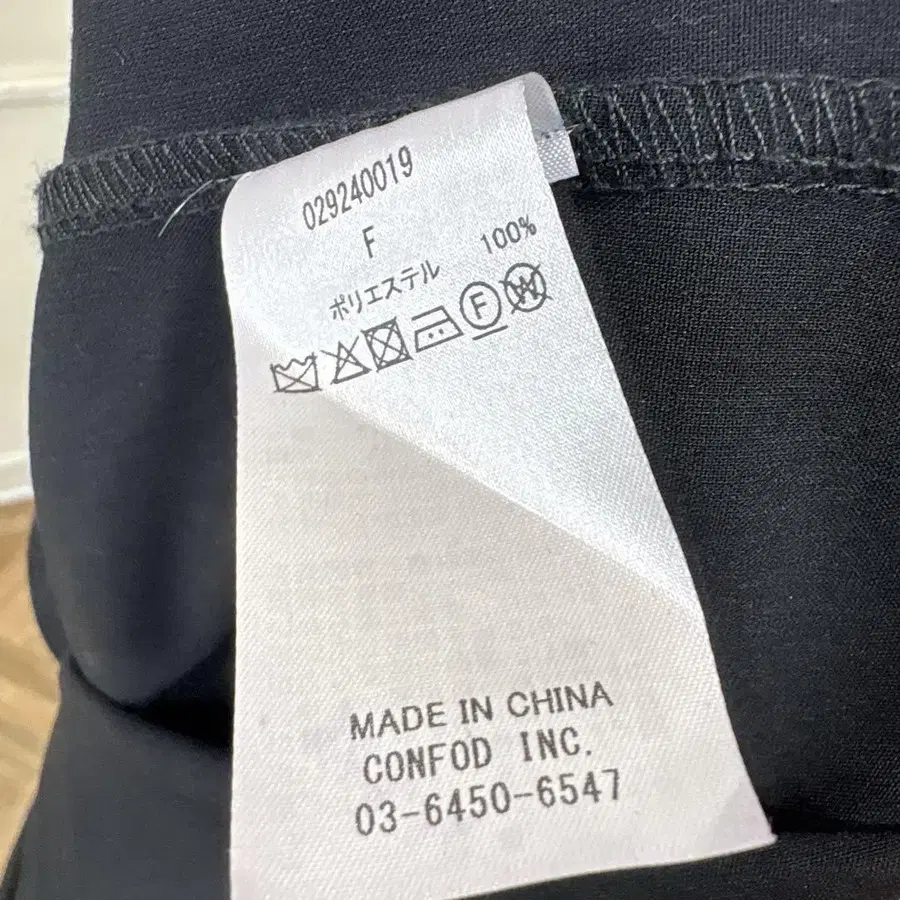 029240019
F
ポリエステル 100%
F W
MADE IN CHINA
CONFOD INC.
03-6450-6547